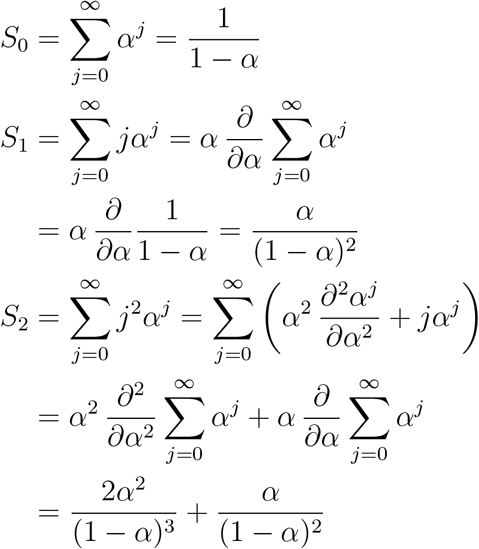 $S_0 = \sum_{j=0}^{\infty} \alpha^j = \frac{1}{1-\alpha}$
$S_1 = \sum_{j=0}^{\infty} j\alpha^j = \alpha \frac{\partial}{\partial\alpha} \sum_{j=0}^{\infty} \alpha^j$
$= \alpha \frac{\partial}{\partial\alpha} \frac{1}{1-\alpha} = \frac{\alpha}{(1-\alpha)^2}$
$S_2 = \sum_{j=0}^{\infty} j^2\alpha^j = \sum_{j=0}^{\infty} \left( \alpha^2 \frac{\partial^2\alpha^j}{\partial\alpha^2} + j\alpha^j \right)$
$= \alpha^2 \frac{\partial^2}{\partial\alpha^2} \sum_{j=0}^{\infty} \alpha^j + \alpha \frac{\partial}{\partial\alpha} \sum_{j=0}^{\infty} \alpha^j$
$= \frac{2\alpha^2}{(1-\alpha)^3} + \frac{\alpha}{(1-\alpha)^2}$